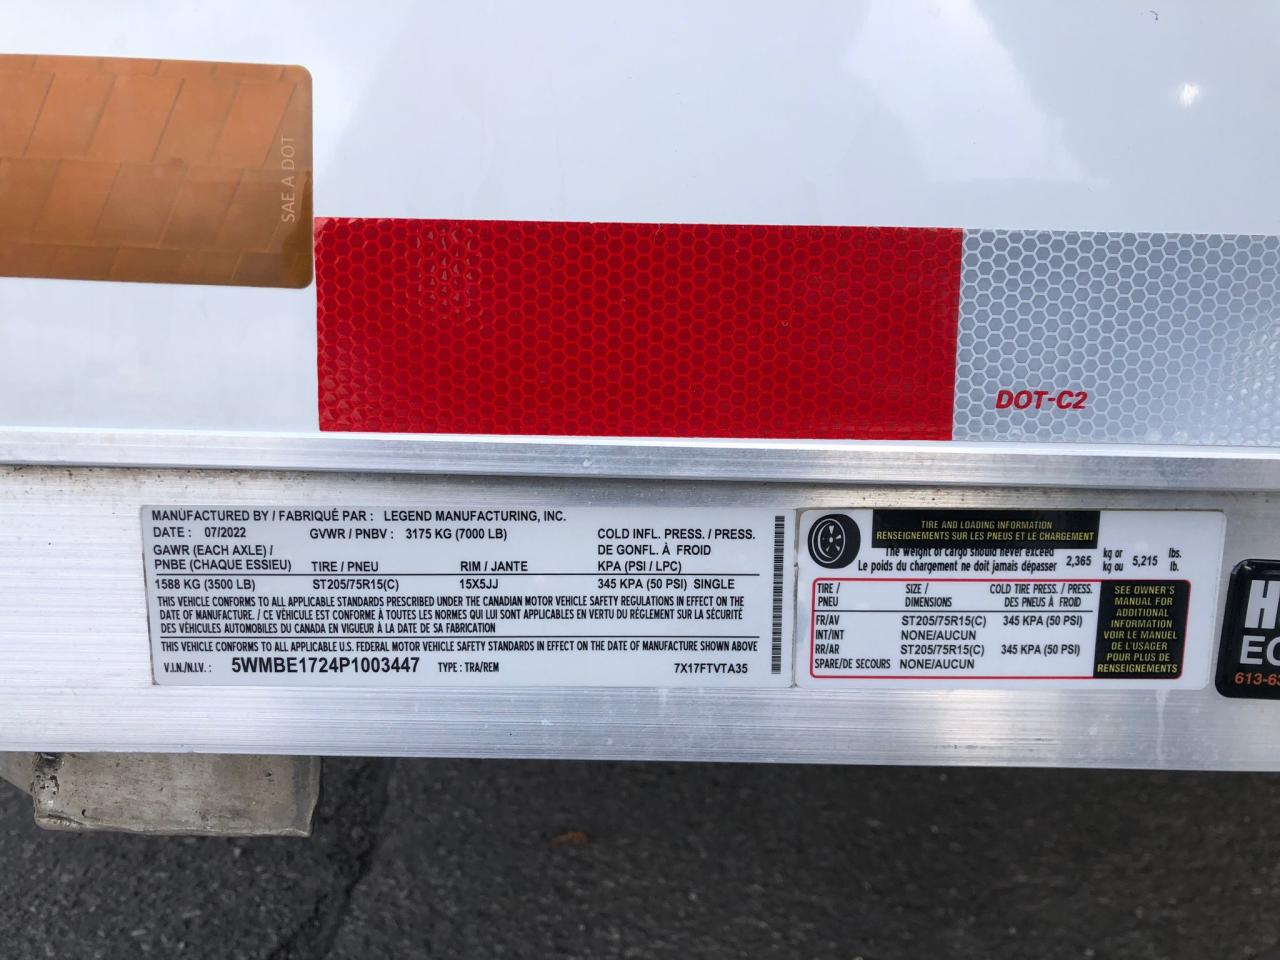 SAE A DOT
DOT-C2
MANUFACTURED BY / FABRIQUÉ PAR : LEGEND MANUFACTURING, INC.
DATE : 07/2022 GVWR / PNBV : 3175 KG (7000 LB) COLD INFL. PRESS. / PRESS.
GAWR (EACH AXLE) / DE GONFL. À FROID
PNBE (CHAQUE ESSIEU) TIRE / PNEU RIM / JANTE KPA (PSI / LPC)
1588 KG (3500 LB) ST205/75R15(C) 15X5JJ 345 KPA (50 PSI) SINGLE
THIS VEHICLE CONFORMS TO ALL APPLICABLE STANDARDS PRESCRIBED UNDER THE CANADIAN MOTOR VEHICLE SAFETY REGULATIONS IN EFFECT ON THE
DATE OF MANUFACTURE. / CE VÉHICULE EST CONFORME À TOUTES LES NORMES QUI LUI SONT APPLICABLES EN VERTU DU RÈGLEMENT SUR LA SÉCURITÉ
DES VÉHICULES AUTOMOBILES DU CANADA EN VIGUEUR À LA DATE DE SA FABRICATION
THIS VEHICLE CONFORMS TO ALL APPLICABLE U.S. FEDERAL MOTOR VEHICLE SAFETY STANDARDS IN EFFECT ON THE DATE OF MANUFACTURE SHOWN ABOVE
V.I.N./N.I.V. : 5WMBE1724P1003447 TYPE : TRA/REM 7X17FTVTA35
TIRE AND LOADING INFORMATION
RENSEIGNEMENTS SUR LES PNEUS ET LE CHARGEMENT
The weight of cargo should never exceed 2,365 kg or 5,215 lbs.
Le poids du chargement ne doit jamais dépasser kg ou lb.
TIRE / SIZE / COLD TIRE PRESS. / PRESS.
PNEU DIMENSIONS DES PNEUS À FROID
FR/AV ST205/75R15(C) 345 KPA (50 PSI)
INT/INT NONE/AUCUN
RR/AR ST205/75R15(C) 345 KPA (50 PSI)
SPARE/DE SECOURS NONE/AUCUN
SEE OWNER'S
MANUAL FOR
ADDITIONAL
INFORMATION
VOIR LE MANUEL
DE L'USAGER
POUR PLUS DE
RENSEIGNEMENTS
H
EC
613-63